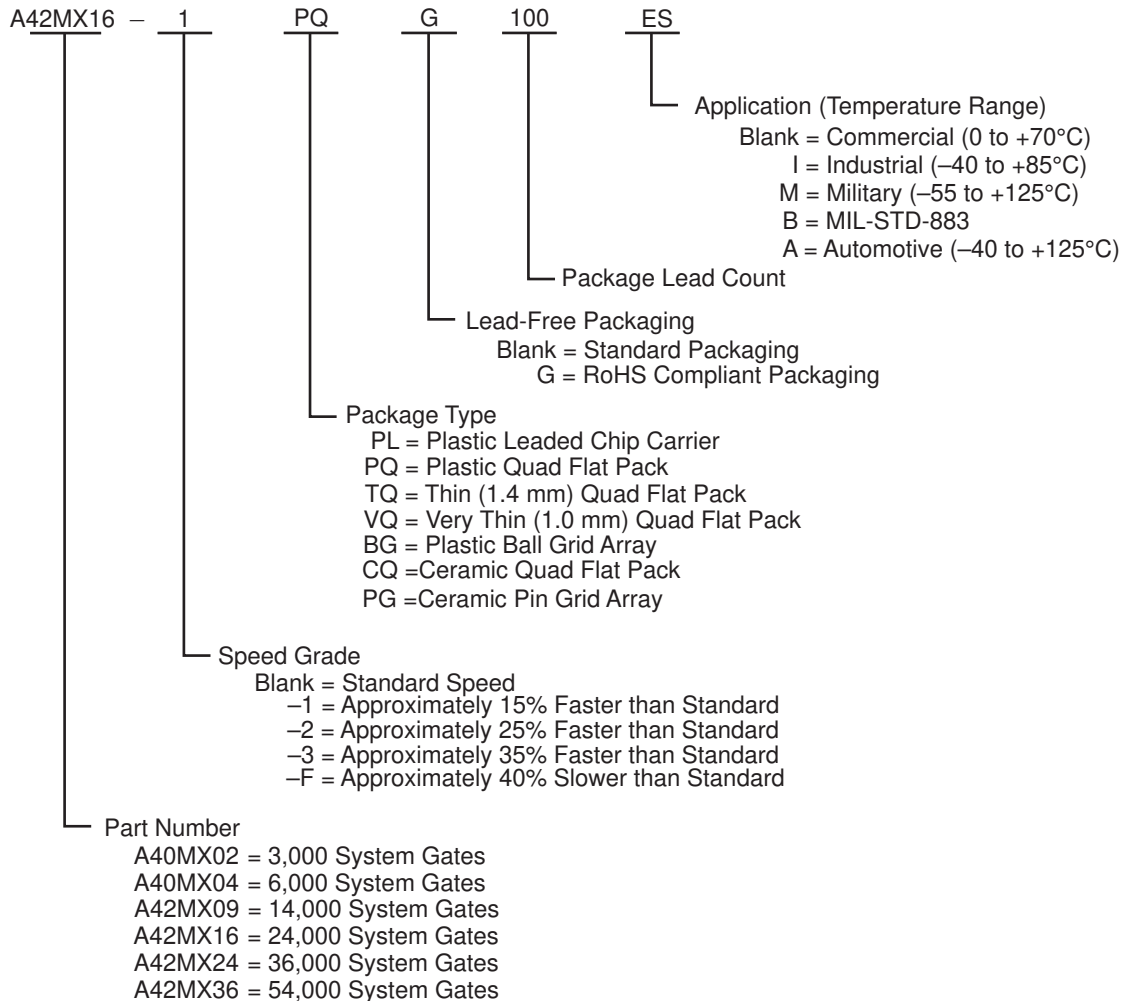 A42MX16 – 1 PQ G 100 ES
Application (Temperature Range)
Blank = Commercial (0 to +70°C)
I = Industrial (–40 to +85°C)
M = Military (–55 to +125°C)
B = MIL-STD-883
A = Automotive (–40 to +125°C)
Package Lead Count
Lead-Free Packaging
Blank = Standard Packaging
G = RoHS Compliant Packaging
Package Type
PL = Plastic Leaded Chip Carrier
PQ = Plastic Quad Flat Pack
TQ = Thin (1.4 mm) Quad Flat Pack
VQ = Very Thin (1.0 mm) Quad Flat Pack
BG = Plastic Ball Grid Array
CQ =Ceramic Quad Flat Pack
PG =Ceramic Pin Grid Array
Speed Grade
Blank = Standard Speed
–1 = Approximately 15% Faster than Standard
–2 = Approximately 25% Faster than Standard
–3 = Approximately 35% Faster than Standard
–F = Approximately 40% Slower than Standard
Part Number
A40MX02 = 3,000 System Gates
A40MX04 = 6,000 System Gates
A42MX09 = 14,000 System Gates
A42MX16 = 24,000 System Gates
A42MX24 = 36,000 System Gates
A42MX36 = 54,000 System Gates